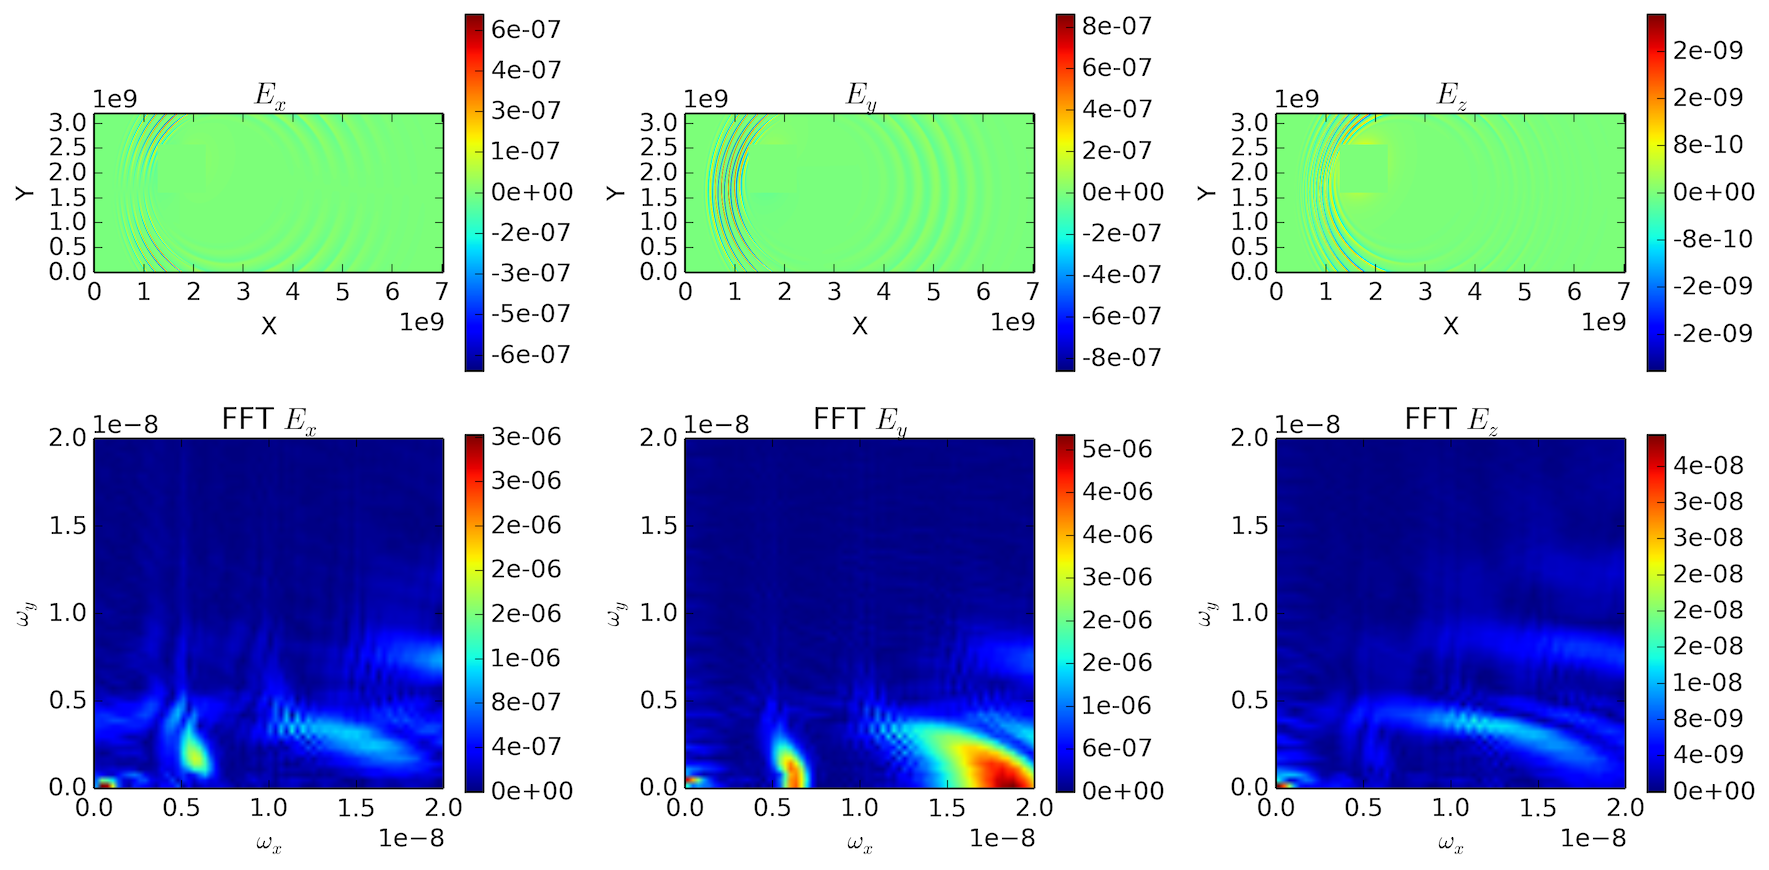 1e9 E_x
3.0
2.5
2.0
1.5
1.0
0.5
0.0
Y
0 1 2 3 4 5 6 7
X 1e9
6e-07
4e-07
3e-07
1e-07
0e+00
-2e-07
-3e-07
-5e-07
-6e-07
1e9 E_y
3.0
2.5
2.0
1.5
1.0
0.5
0.0
Y
0 1 2 3 4 5 6 7
X 1e9
8e-07
6e-07
4e-07
2e-07
0e+00
-2e-07
-4e-07
-6e-07
-8e-07
1e9 E_z
3.0
2.5
2.0
1.5
1.0
0.5
0.0
Y
0 1 2 3 4 5 6 7
X 1e9
2e-09
2e-09
8e-10
0e+00
-8e-10
-2e-09
-2e-09
1e−8 FFT E_x
2.0
1.5
1.0
0.5
0.0
ω_y
0.0 0.5 1.0 1.5 2.0
ω_x 1e−8
3e-06
3e-06
2e-06
2e-06
2e-06
1e-06
8e-07
4e-07
0e+00
1e−8 FFT E_y
2.0
1.5
1.0
0.5
0.0
ω_y
0.0 0.5 1.0 1.5 2.0
ω_x 1e−8
5e-06
4e-06
4e-06
3e-06
2e-06
2e-06
1e-06
6e-07
0e+00
1e−8 FFT E_z
2.0
1.5
1.0
0.5
0.0
ω_y
0.0 0.5 1.0 1.5 2.0
ω_x 1e−8
4e-08
3e-08
3e-08
2e-08
2e-08
2e-08
1e-08
8e-09
4e-09
0e+00